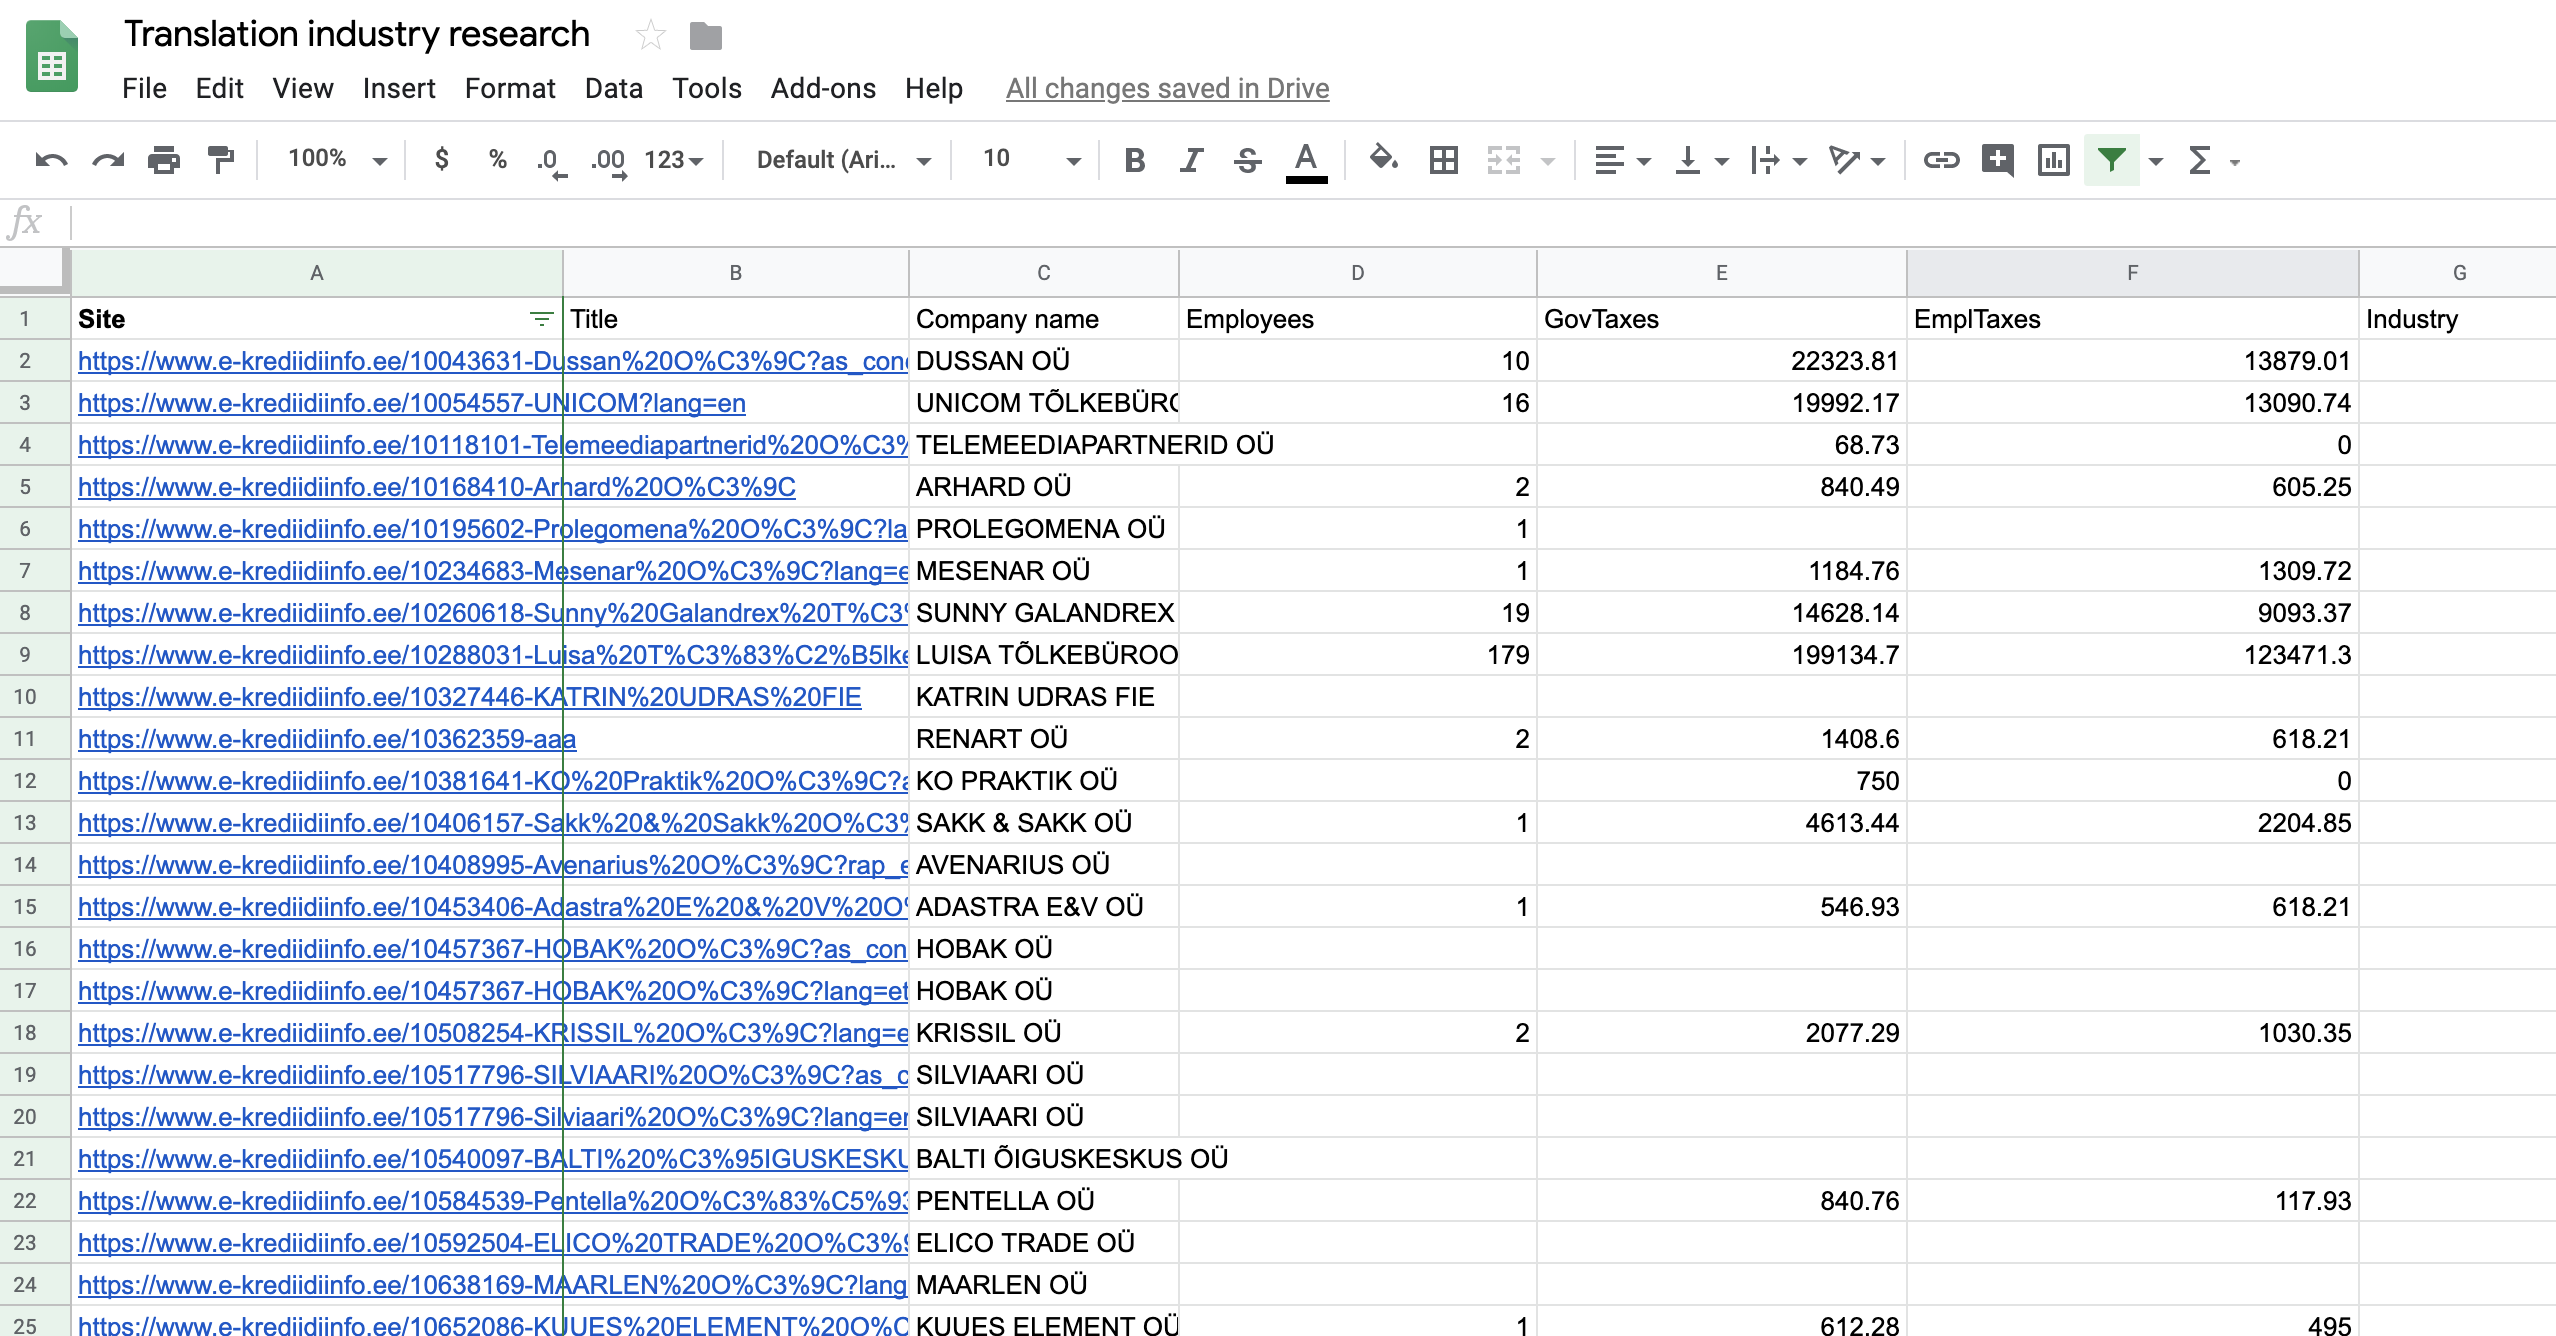 Translation industry research
File Edit View Insert Format Data Tools Add-ons Help All changes saved in Drive
100% $ % .0 .00 123 Default (Ari... 10 B I S A Σ
fx
A B C D E F G
1 Site Title Company name Employees GovTaxes EmplTaxes Industry
2 https://www.e-krediidiinfo.ee/10043631-Dussan%20O%C3%9C?as_con DUSSAN OÜ 10 22323.81 13879.01
3 https://www.e-krediidiinfo.ee/10054557-UNICOM?lang=en UNICOM TÕLKEBÜRO 16 19992.17 13090.74
4 https://www.e-krediidiinfo.ee/10118101-Telemeediapartnerid%20O%C3% TELEMEEDIAPARTNERID OÜ 68.73 0
5 https://www.e-krediidiinfo.ee/10168410-Arhard%20O%C3%9C ARHARD OÜ 2 840.49 605.25
6 https://www.e-krediidiinfo.ee/10195602-Prolegomena%20O%C3%9C?la PROLEGOMENA OÜ 1
7 https://www.e-krediidiinfo.ee/10234683-Mesenar%20O%C3%9C?lang=e MESENAR OÜ 1 1184.76 1309.72
8 https://www.e-krediidiinfo.ee/10260618-Sunny%20Galandrex%20T%C3% SUNNY GALANDREX 19 14628.14 9093.37
9 https://www.e-krediidiinfo.ee/10288031-Luisa%20T%C3%83%C2%B5lke LUISA TÕLKEBÜROO 179 199134.7 123471.3
10 https://www.e-krediidiinfo.ee/10327446-KATRIN%20UDRAS%20FIE KATRIN UDRAS FIE
11 https://www.e-krediidiinfo.ee/10362359-aaa RENART OÜ 2 1408.6 618.21
12 https://www.e-krediidiinfo.ee/10381641-KO%20Praktik%20O%C3%9C?a KO PRAKTIK OÜ 750 0
13 https://www.e-krediidiinfo.ee/10406157-Sakk%20&%20Sakk%20O%C3% SAKK & SAKK OÜ 1 4613.44 2204.85
14 https://www.e-krediidiinfo.ee/10408995-Avenarius%20O%C3%9C?rap_e AVENARIUS OÜ
15 https://www.e-krediidiinfo.ee/10453406-Adastra%20E%20&%20V%20O% ADASTRA E&V OÜ 1 546.93 618.21
16 https://www.e-krediidiinfo.ee/10457367-HOBAK%20O%C3%9C?as_con HOBAK OÜ
17 https://www.e-krediidiinfo.ee/10457367-HOBAK%20O%C3%9C?lang=et HOBAK OÜ
18 https://www.e-krediidiinfo.ee/10508254-KRISSIL%20O%C3%9C?lang=e KRISSIL OÜ 2 2077.29 1030.35
19 https://www.e-krediidiinfo.ee/10517796-SILVIAARI%20O%C3%9C?as_c SILVIAARI OÜ
20 https://www.e-krediidiinfo.ee/10517796-Silviaari%20O%C3%9C?lang=en SILVIAARI OÜ
21 https://www.e-krediidiinfo.ee/10540097-BALTI%20%C3%95IGUSKESKU BALTI ÕIGUSKESKUS OÜ
22 https://www.e-krediidiinfo.ee/10584539-Pentella%20O%C3%83%C5%93 PENTELLA OÜ 840.76 117.93
23 https://www.e-krediidiinfo.ee/10592504-ELICO%20TRADE%20O%C3%9 ELICO TRADE OÜ
24 https://www.e-krediidiinfo.ee/10638169-MAARLEN%20O%C3%9C?lang MAARLEN OÜ
25 https://www.e-krediidiinfo.ee/10652086-KUUES%20ELEMENT%20O%C KUUES ELEMENT OÜ 1 612.28 495